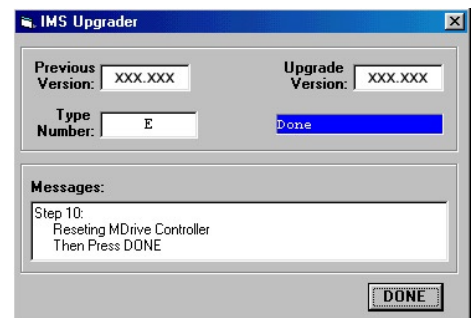 IMS Upgrader
Previous Version: XXX.XXX
Upgrade Version: XXX.XXX
Type Number: E
Done
Messages:
Step 10:
Reseting MDrive Controller
Then Press DONE
DONE